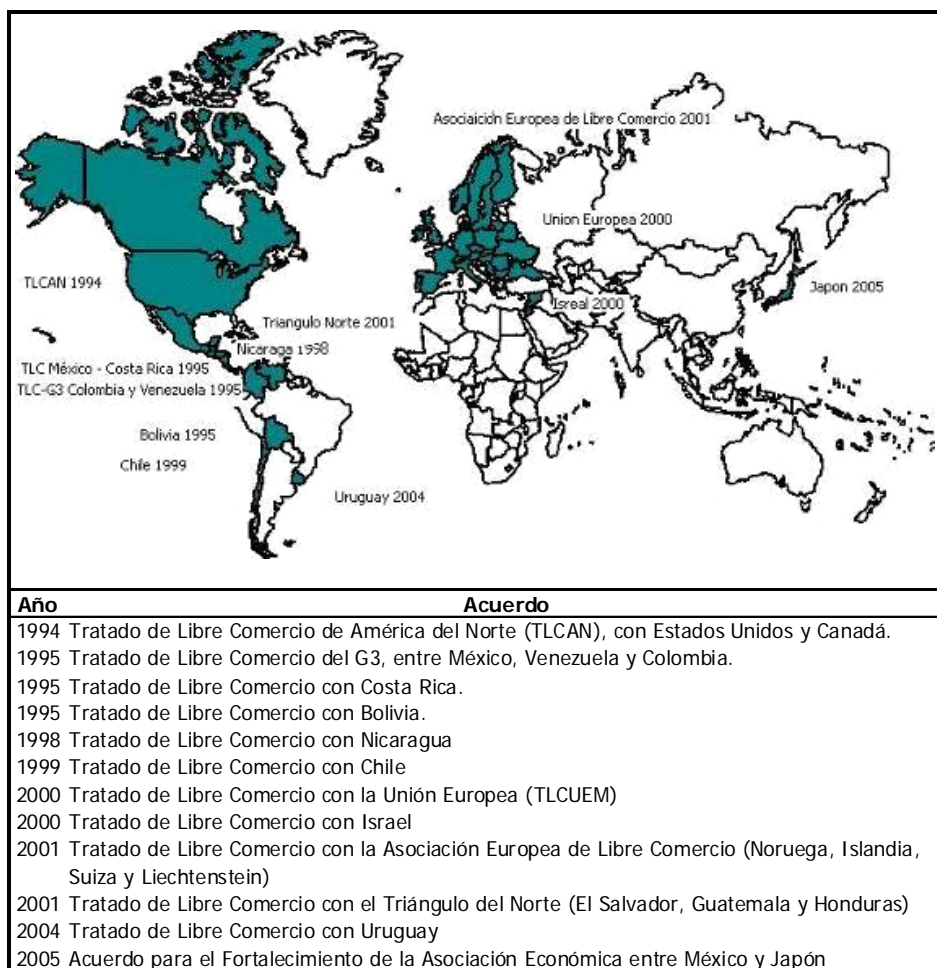 Asociaición Europea de Libre Comercio 2001
Union Europea 2000
TLCAN 1994
Isreal 2000
Japon 2005
Triangulo Norte 2001
Nicaraga 1998
TLC México - Costa Rica 1995
TLC-G3 Colombia y Venezuela 1995
Bolivia 1995
Chile 1999
Uruguay 2004
Año Acuerdo
1994 Tratado de Libre Comercio de América del Norte (TLCAN), con Estados Unidos y Canadá.
1995 Tratado de Libre Comercio del G3, entre México, Venezuela y Colombia.
1995 Tratado de Libre Comercio con Costa Rica.
1995 Tratado de Libre Comercio con Bolivia.
1998 Tratado de Libre Comercio con Nicaragua
1999 Tratado de Libre Comercio con Chile
2000 Tratado de Libre Comercio con la Unión Europea (TLCUEM)
2000 Tratado de Libre Comercio con Israel
2001 Tratado de Libre Comercio con la Asociación Europea de Libre Comercio (Noruega, Islandia,
Suiza y Liechtenstein)
2001 Tratado de Libre Comercio con el Triángulo del Norte (El Salvador, Guatemala y Honduras)
2004 Tratado de Libre Comercio con Uruguay
2005 Acuerdo para el Fortalecimiento de la Asociación Económica entre México y Japón